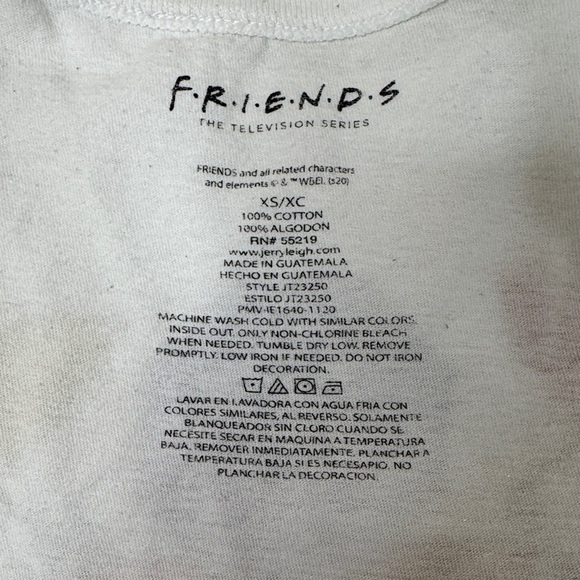 F·R·I·E·N·D·S
THE TELEVISION SERIES
FRIENDS and all related characters
and elements © & ™ WBEI. (s20)
XS/XC
100% COTTON
100% ALGODON
RN# 55219
www.jerryleigh.com
MADE IN GUATEMALA
HECHO EN GUATEMALA
STYLE JT23250
ESTILO JT23250
PMV-IE1640-1120
MACHINE WASH COLD WITH SIMILAR COLORS.
INSIDE OUT. ONLY NON-CHLORINE BLEACH
WHEN NEEDED. TUMBLE DRY LOW. REMOVE
PROMPTLY. LOW IRON IF NEEDED. DO NOT IRON
DECORATION.
LAVAR EN LAVADORA CON AGUA FRIA CON
COLORES SIMILARES, AL REVERSO. SOLAMENTE
BLANQUEADOR SIN CLORO CUANDO SE
NECESITE SECAR EN MAQUINA A TEMPERATURA
BAJA. REMOVER INMEDIATAMENTE. PLANCHAR A
TEMPERATURA BAJA SI ES NECESARIO. NO
PLANCHAR LA DECORACION.